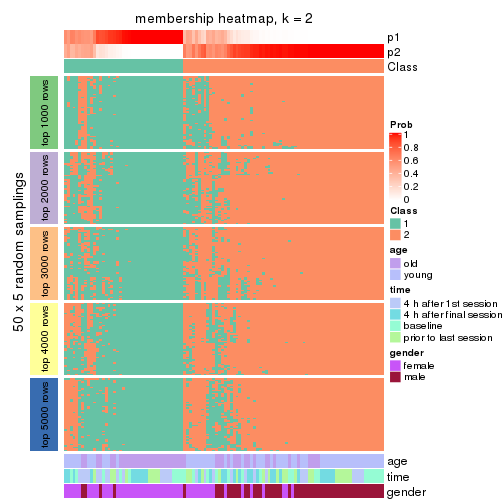 membership heatmap, k = 2
p1
p2
Class
50 x 5 random samplings
top 1000 rows
top 2000 rows
top 3000 rows
top 4000 rows
top 5000 rows
age
time
gender
Prob
1
0.8
0.6
0.4
0.2
0
Class
1
2
age
old
young
time
4 h after 1st session
4 h after final session
baseline
prior to last session
gender
female
male